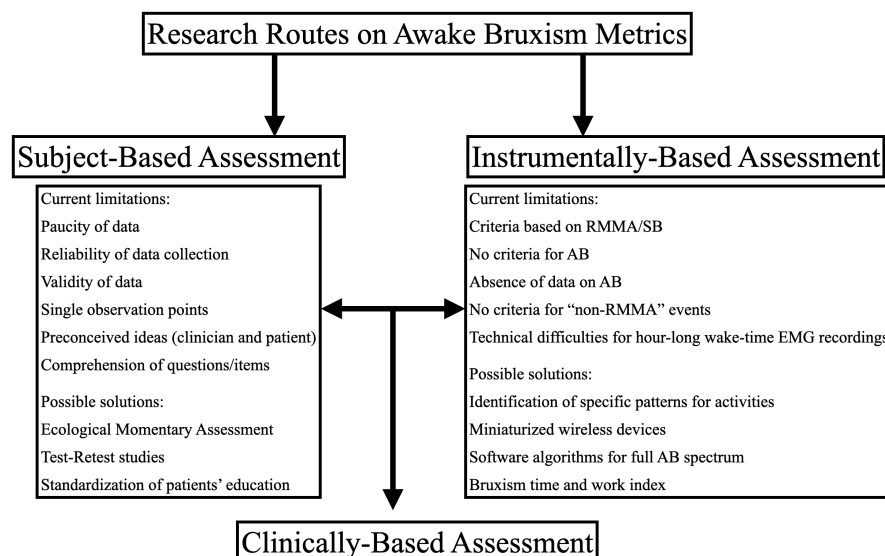 Research Routes on Awake Bruxism Metrics
Subject-Based Assessment
Current limitations:
Paucity of data
Reliability of data collection
Validity of data
Single observation points
Preconceived ideas (clinician and patient)
Comprehension of questions/items
Possible solutions:
Ecological Momentary Assessment
Test-Retest studies
Standardization of patients’ education
Instrumentally-Based Assessment
Current limitations:
Criteria based on RMMA/SB
No criteria for AB
Absence of data on AB
No criteria for “non-RMMA” events
Technical difficulties for hour-long wake-time EMG recordings
Possible solutions:
Identification of specific patterns for activities
Miniaturized wireless devices
Software algorithms for full AB spectrum
Bruxism time and work index
Clinically-Based Assessment